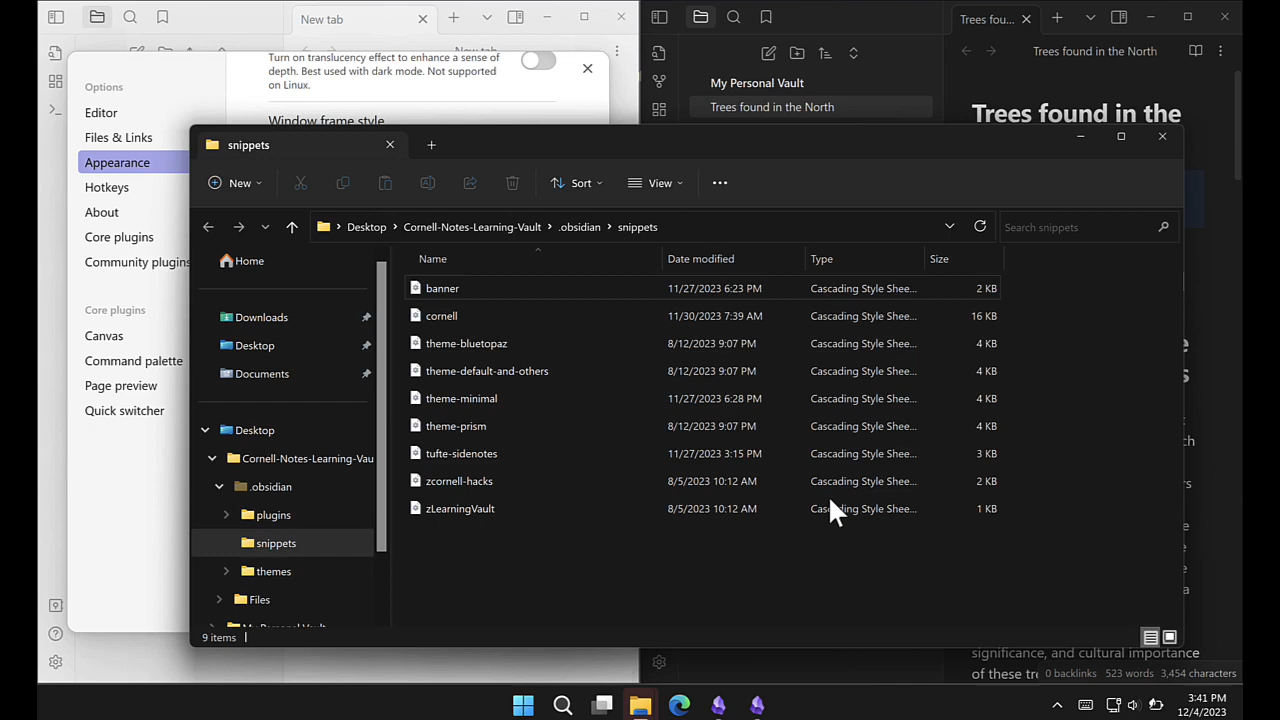 New tab
Trees fou...
New tab
Trees found in the North
Turn on translucency effect to enhance a sense of
depth. Best used with dark mode. Not supported
on Linux.
Window frame style
Options
Editor
Files & Links
Appearance
Hotkeys
About
Core plugins
Community plugins
Core plugins
Canvas
Command palette
Page preview
Quick switcher
My Personal Vault
Trees found in the North
Trees found in the
snippets
New
Sort
View
Desktop
Cornell-Notes-Learning-Vault
.obsidian
snippets
Search snippets
Home
Downloads
Desktop
Documents
Desktop
Cornell-Notes-Learning-Vau
.obsidian
plugins
snippets
themes
Files
My Personal Vault
Name Date modified Type Size
banner 11/27/2023 6:23 PM Cascading Style Shee... 2 KB
cornell 11/30/2023 7:39 AM Cascading Style Shee... 16 KB
theme-bluetopaz 8/12/2023 9:07 PM Cascading Style Shee... 4 KB
theme-default-and-others 8/12/2023 9:07 PM Cascading Style Shee... 4 KB
theme-minimal 11/27/2023 6:28 PM Cascading Style Shee... 4 KB
theme-prism 8/12/2023 9:07 PM Cascading Style Shee... 4 KB
tufte-sidenotes 11/27/2023 3:15 PM Cascading Style Shee... 3 KB
zcornell-hacks 8/5/2023 10:12 AM Cascading Style Shee... 2 KB
zLearningVault 8/5/2023 10:12 AM Cascading Style Shee... 1 KB
9 items
significance, and cultural importance
of these tre
0 backlinks 523 words 3,454 characters
3:41 PM
12/4/2023